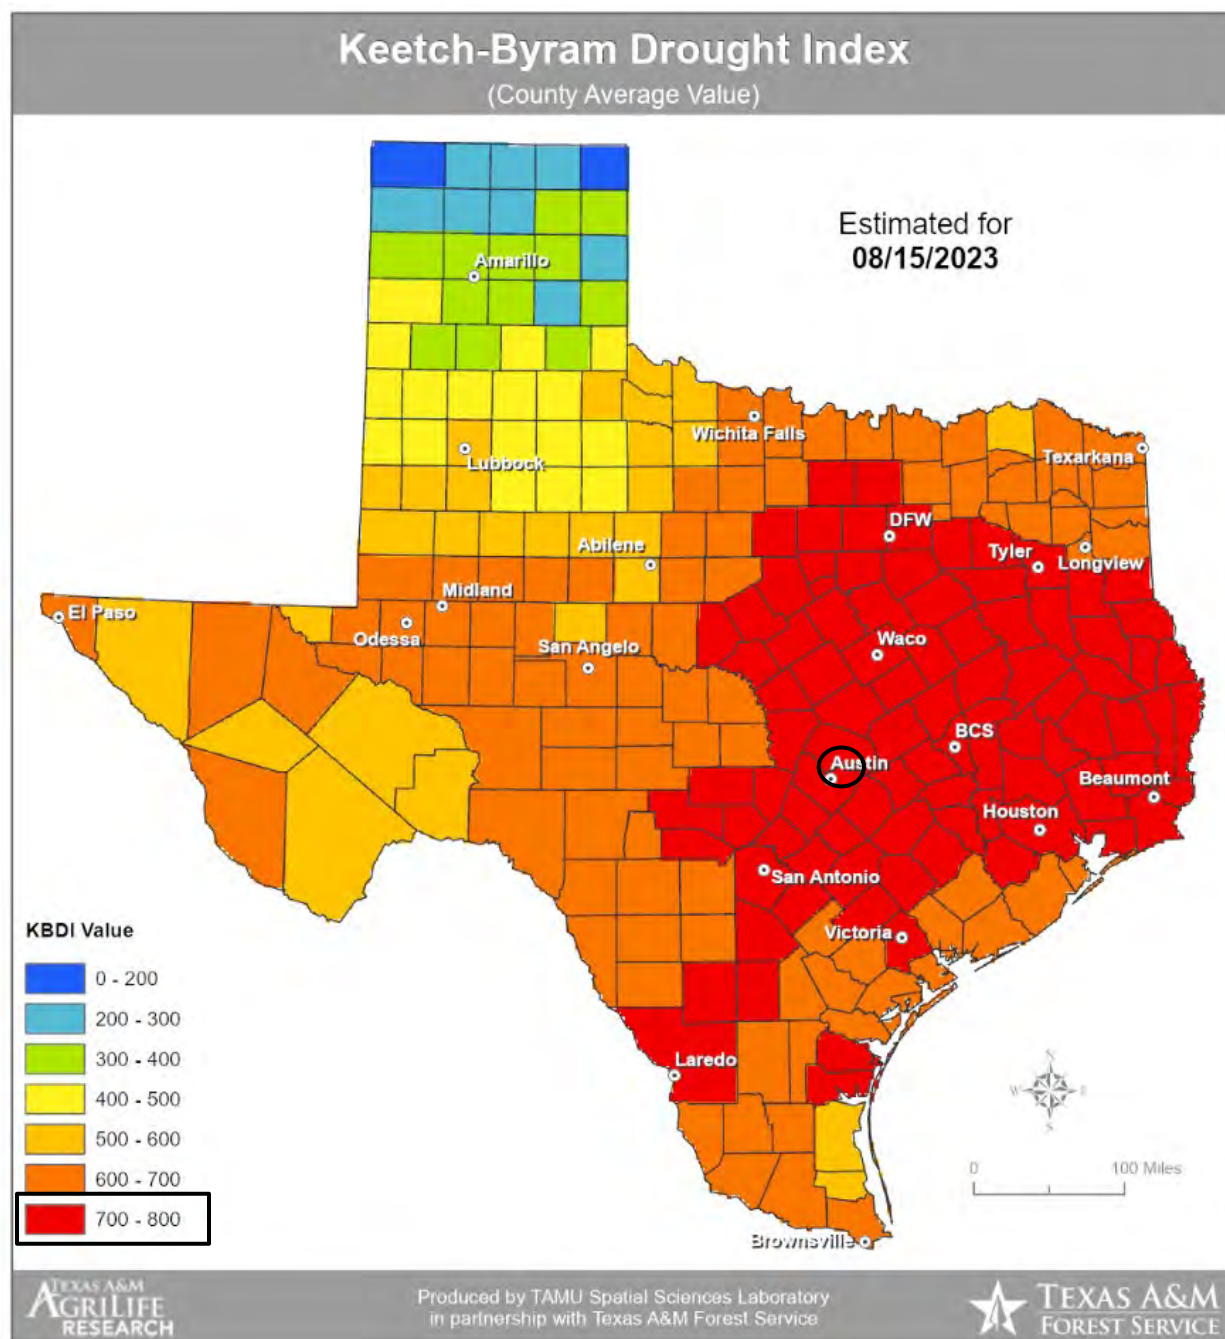 Keetch-Byram Drought Index
(County Average Value)
Estimated for
08/15/2023
Amarillo
Wichita Falls
Lubbock
Texarkana
DFW
Abilene
Tyler
Longview
Midland
El Paso
Odessa
San Angelo
Waco
BCS
Austin
Beaumont
Houston
San Antonio
Victoria
KBDI Value
0 - 200
200 - 300
300 - 400
400 - 500
500 - 600
600 - 700
700 - 800
Laredo
N
W
E
S
0
100 Miles
Brownsville
TEXAS A&M
AGRILIFE
RESEARCH
Produced by TAMU Spatial Sciences Laboratory
in partnership with Texas A&M Forest Service
TEXAS A&M
FOREST SERVICE